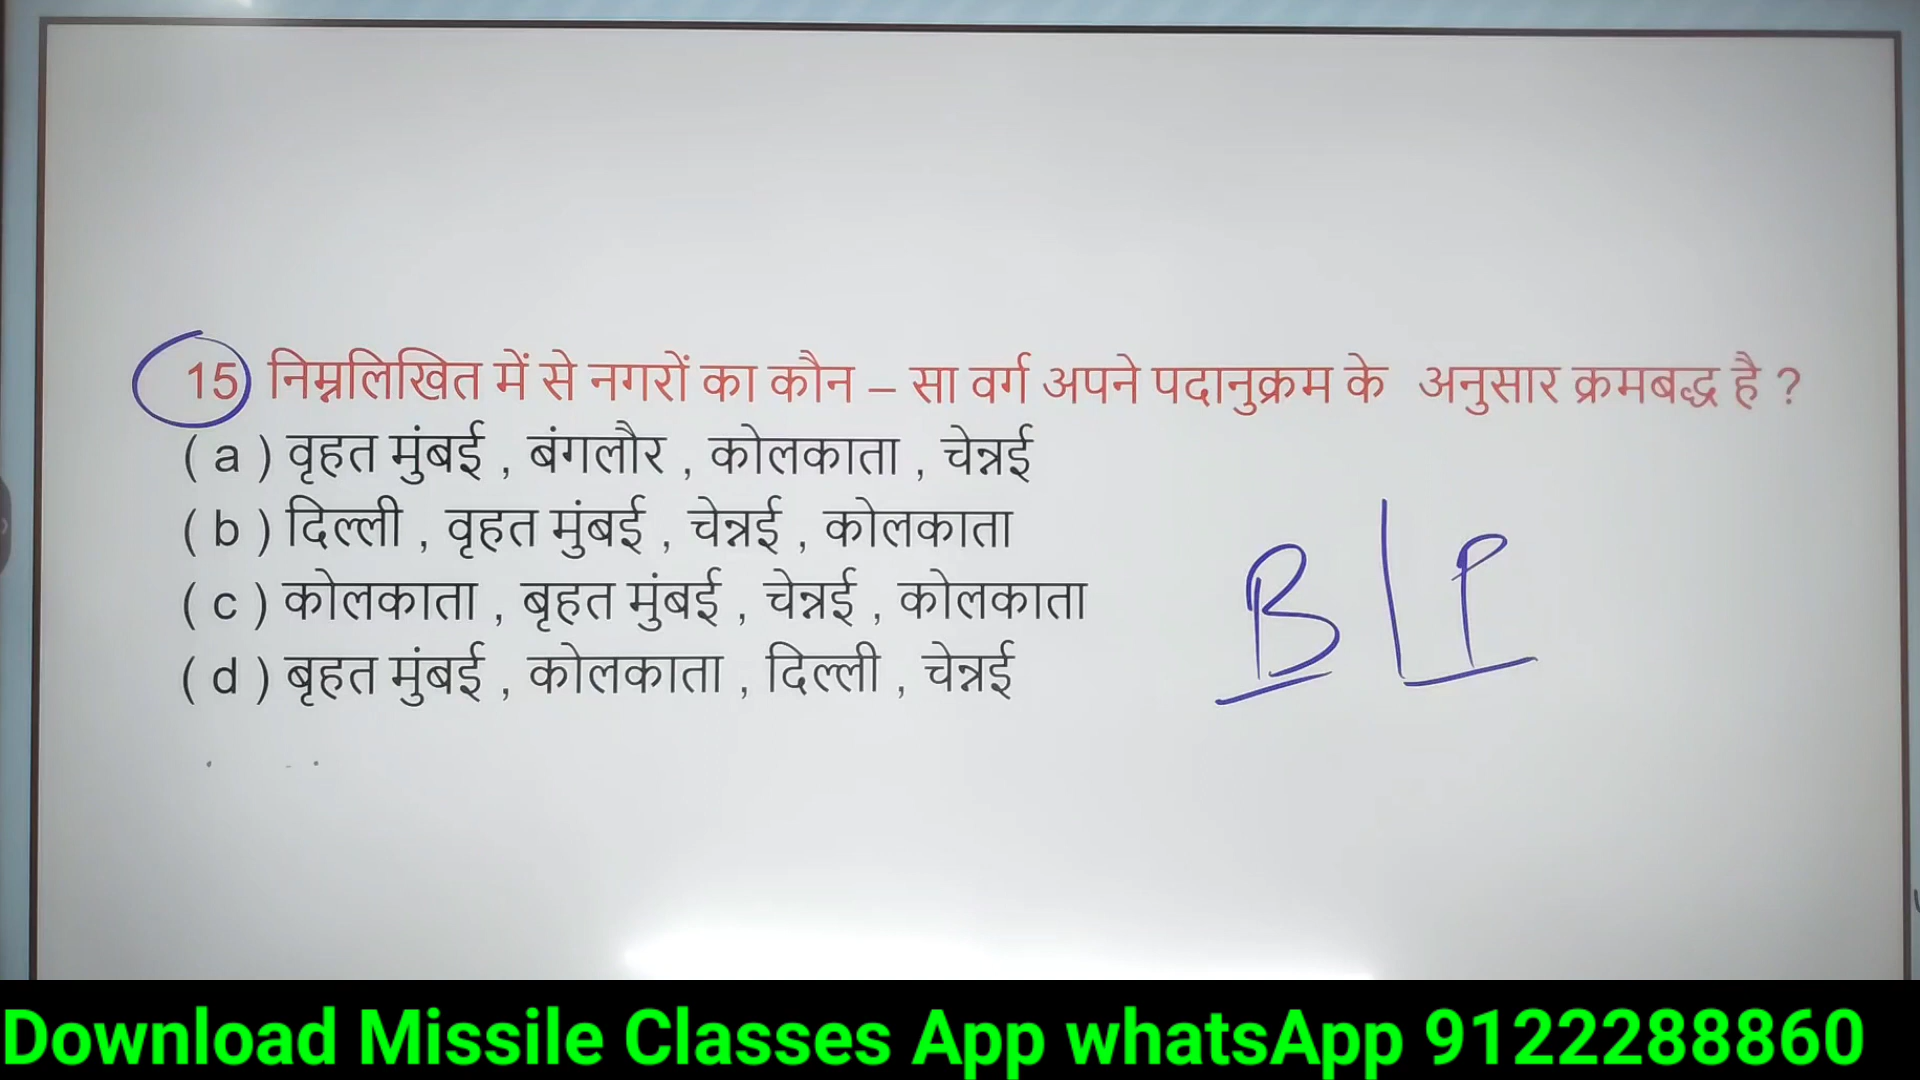 15) निम्नलिखित में से नगरों का कौन – सा वर्ग अपने पदानुक्रम के अनुसार क्रमबद्ध है ?
( a ) वृहत मुंबई , बंगलौर , कोलकाता , चेन्नई
( b ) दिल्ली , वृहत मुंबई , चेन्नई , कोलकाता
( c ) कोलकाता , बृहत मुंबई , चेन्नई , कोलकाता
( d ) बृहत मुंबई , कोलकाता , दिल्ली , चेन्नई
B | P
Download Missile Classes App whatsApp 9122288860